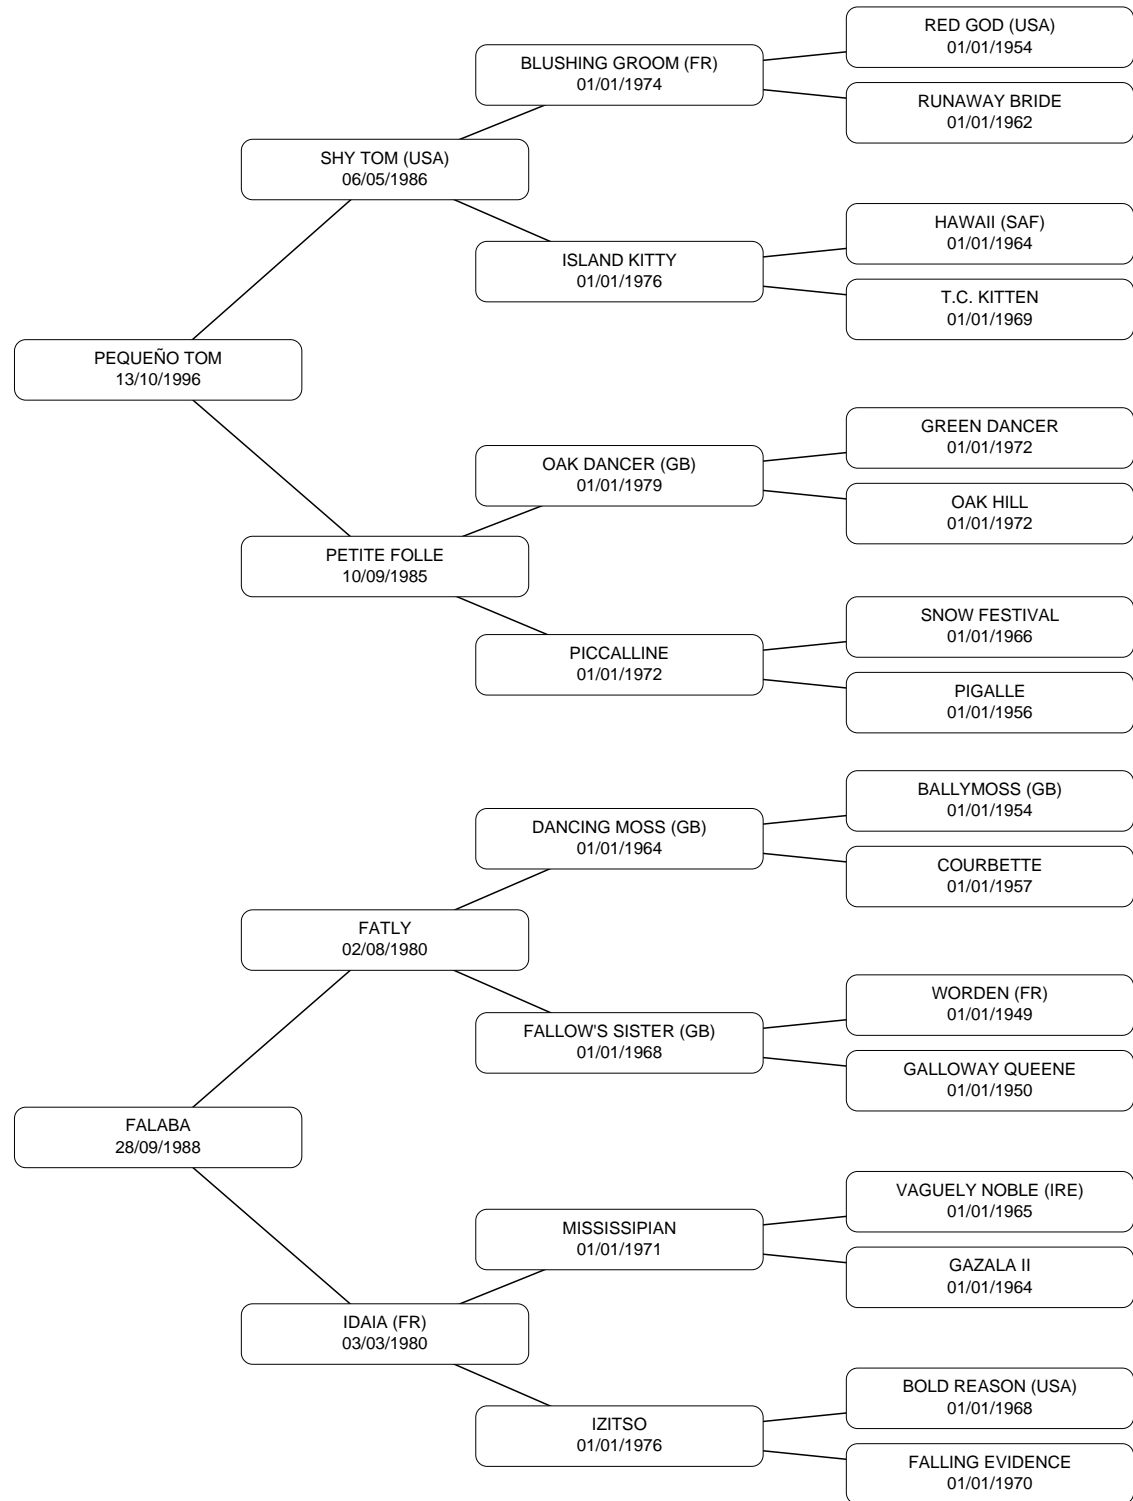 RED GOD (USA)
01/01/1954
BLUSHING GROOM (FR)
01/01/1974
RUNAWAY BRIDE
01/01/1962
SHY TOM (USA)
06/05/1986
HAWAII (SAF)
01/01/1964
ISLAND KITTY
01/01/1976
T.C. KITTEN
01/01/1969
PEQUEÑO TOM
13/10/1996
GREEN DANCER
01/01/1972
OAK DANCER (GB)
01/01/1979
OAK HILL
01/01/1972
PETITE FOLLE
10/09/1985
SNOW FESTIVAL
01/01/1966
PICCALLINE
01/01/1972
PIGALLE
01/01/1956
BALLYMOSS (GB)
01/01/1954
DANCING MOSS (GB)
01/01/1964
COURBETTE
01/01/1957
FATLY
02/08/1980
WORDEN (FR)
01/01/1949
FALLOW'S SISTER (GB)
01/01/1968
GALLOWAY QUEENE
01/01/1950
FALABA
28/09/1988
VAGUELY NOBLE (IRE)
01/01/1965
MISSISSIPIAN
01/01/1971
GAZALA II
01/01/1964
IDAIA (FR)
03/03/1980
BOLD REASON (USA)
01/01/1968
IZITSO
01/01/1976
FALLING EVIDENCE
01/01/1970